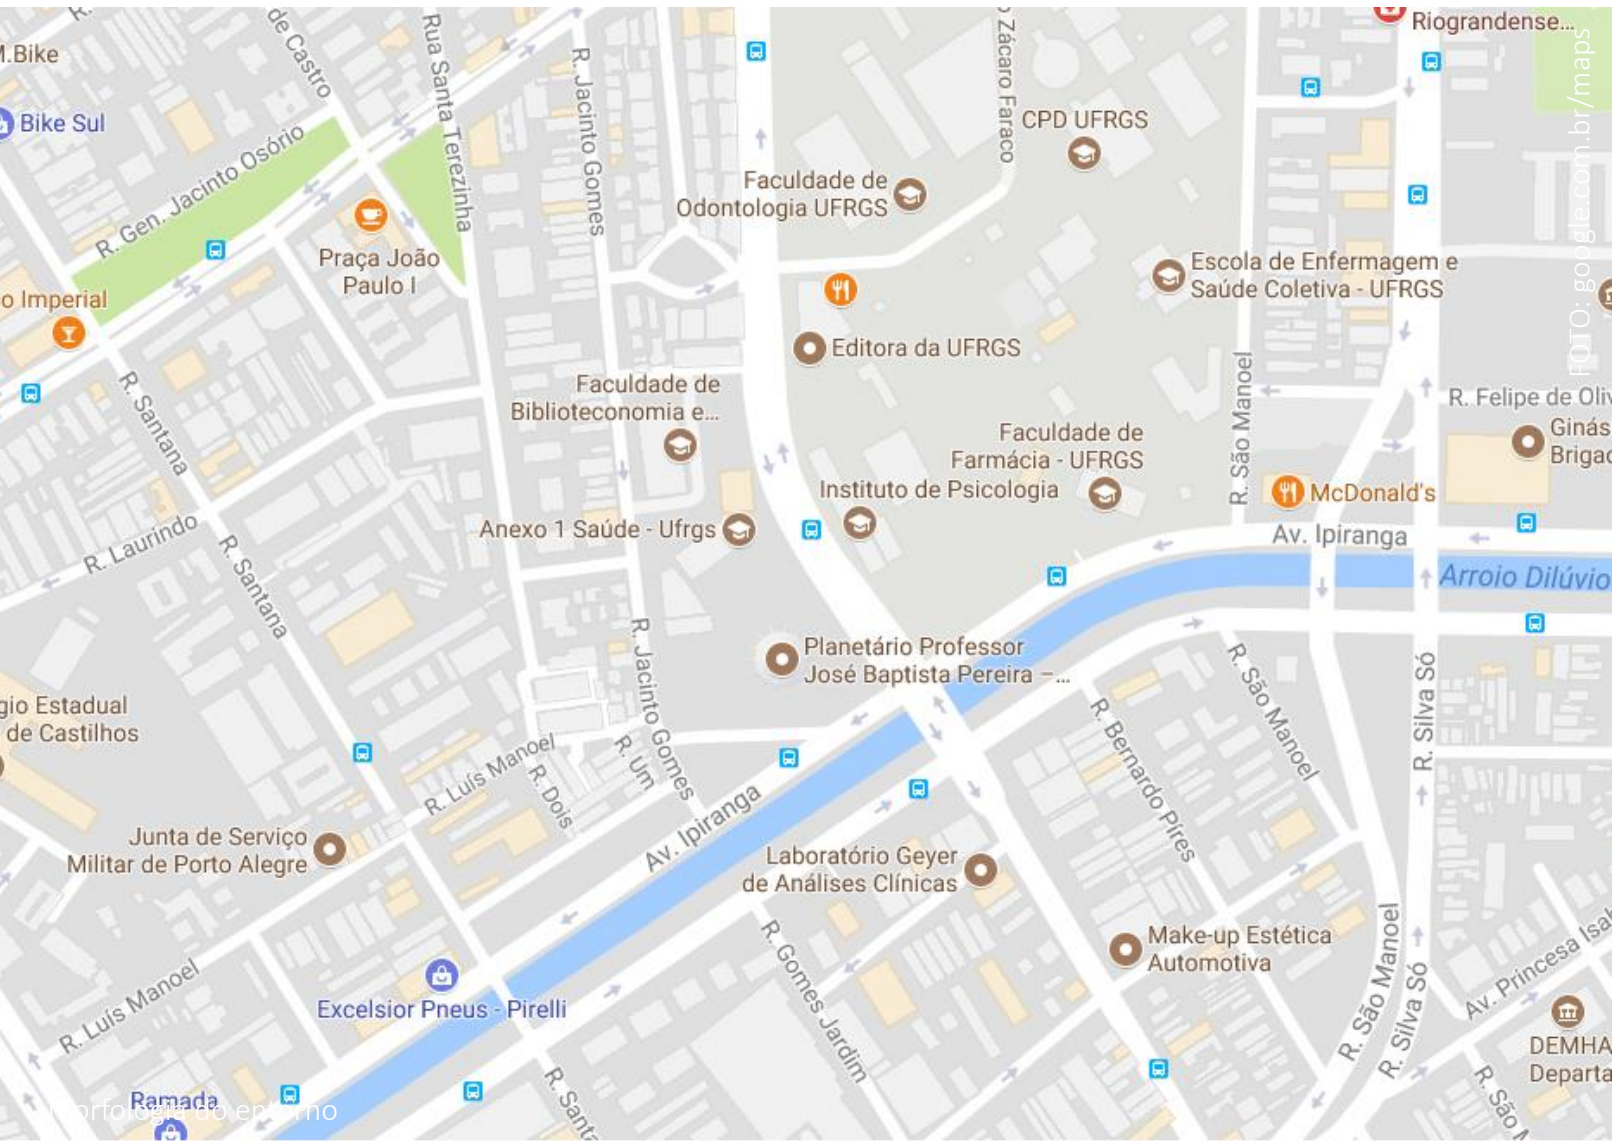 Riograndense...
M.Bike
de Castro
Rua Santa Terezinha
R. Jacinto Gomes
Zácaro Faraco
FOTO: google.com.br/maps
Bike Sul
R. Gen. Jacinto Osório
CPD UFRGS
Faculdade de
Odontologia UFRGS
Praça João
Paulo I
Escola de Enfermagem e
Saúde Coletiva - UFRGS
o Imperial
Editora da UFRGS
R. Santana
Faculdade de
Biblioteconomia e...
R. São Manoel
R. Felipe de Oliv
Faculdade de
Farmácia - UFRGS
Ginás
Brigad
Instituto de Psicologia
McDonald's
Anexo 1 Saúde - Ufrgs
R. Laurindo
R. Santana
Av. Ipiranga
Arroio Dilúvio
Planetário Professor
José Baptista Pereira –...
R. Jacinto Gomes
R. São Manoel
R. Silva Só
gio Estadual
de Castilhos
R. Luís Manoel
R. Um
R. Dois
R. Bernardo Pires
Av. Ipiranga
Junta de Serviço
Militar de Porto Alegre
Laboratório Geyer
de Análises Clínicas
Make-up Estética
Automotiva
R. Gomes Jardim
R. São Manoel
R. Silva Só
Av. Princesa Isab
R. Luís Manoel
Excelsior Pneus - Pirelli
DEMHA
Departa
R. Santa
R. São M
Ramada
Morfologia do entorno